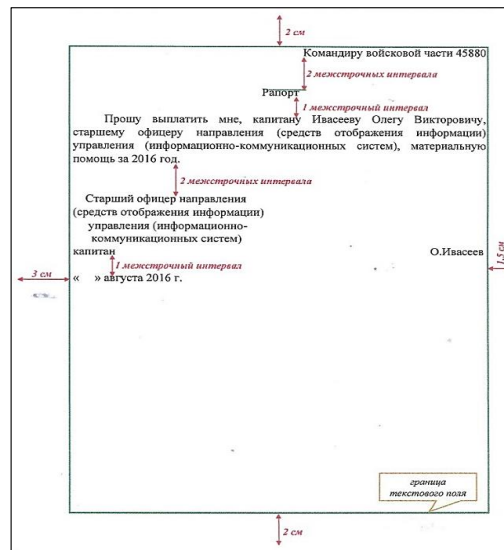 2 см
Командиру войсковой части 45880
2 межстрочных интервала
Рапорт
1 межстрочный интервал
Прошу выплатить мне, капитану Ивасееву Олегу Викторовичу,
старшему офицеру направления (средств отображения информации)
управления (информационно-коммуникационных систем), материальную
помощь за 2016 год.
2 межстрочных интервала
Старший офицер направления
(средств отображения информации)
управления (информационно-
коммуникационных систем)
капитан О.Ивасеев
1 межстрочный интервал
3 см
1,5 см
« » августа 2016 г.
граница
текстового поля
2 см